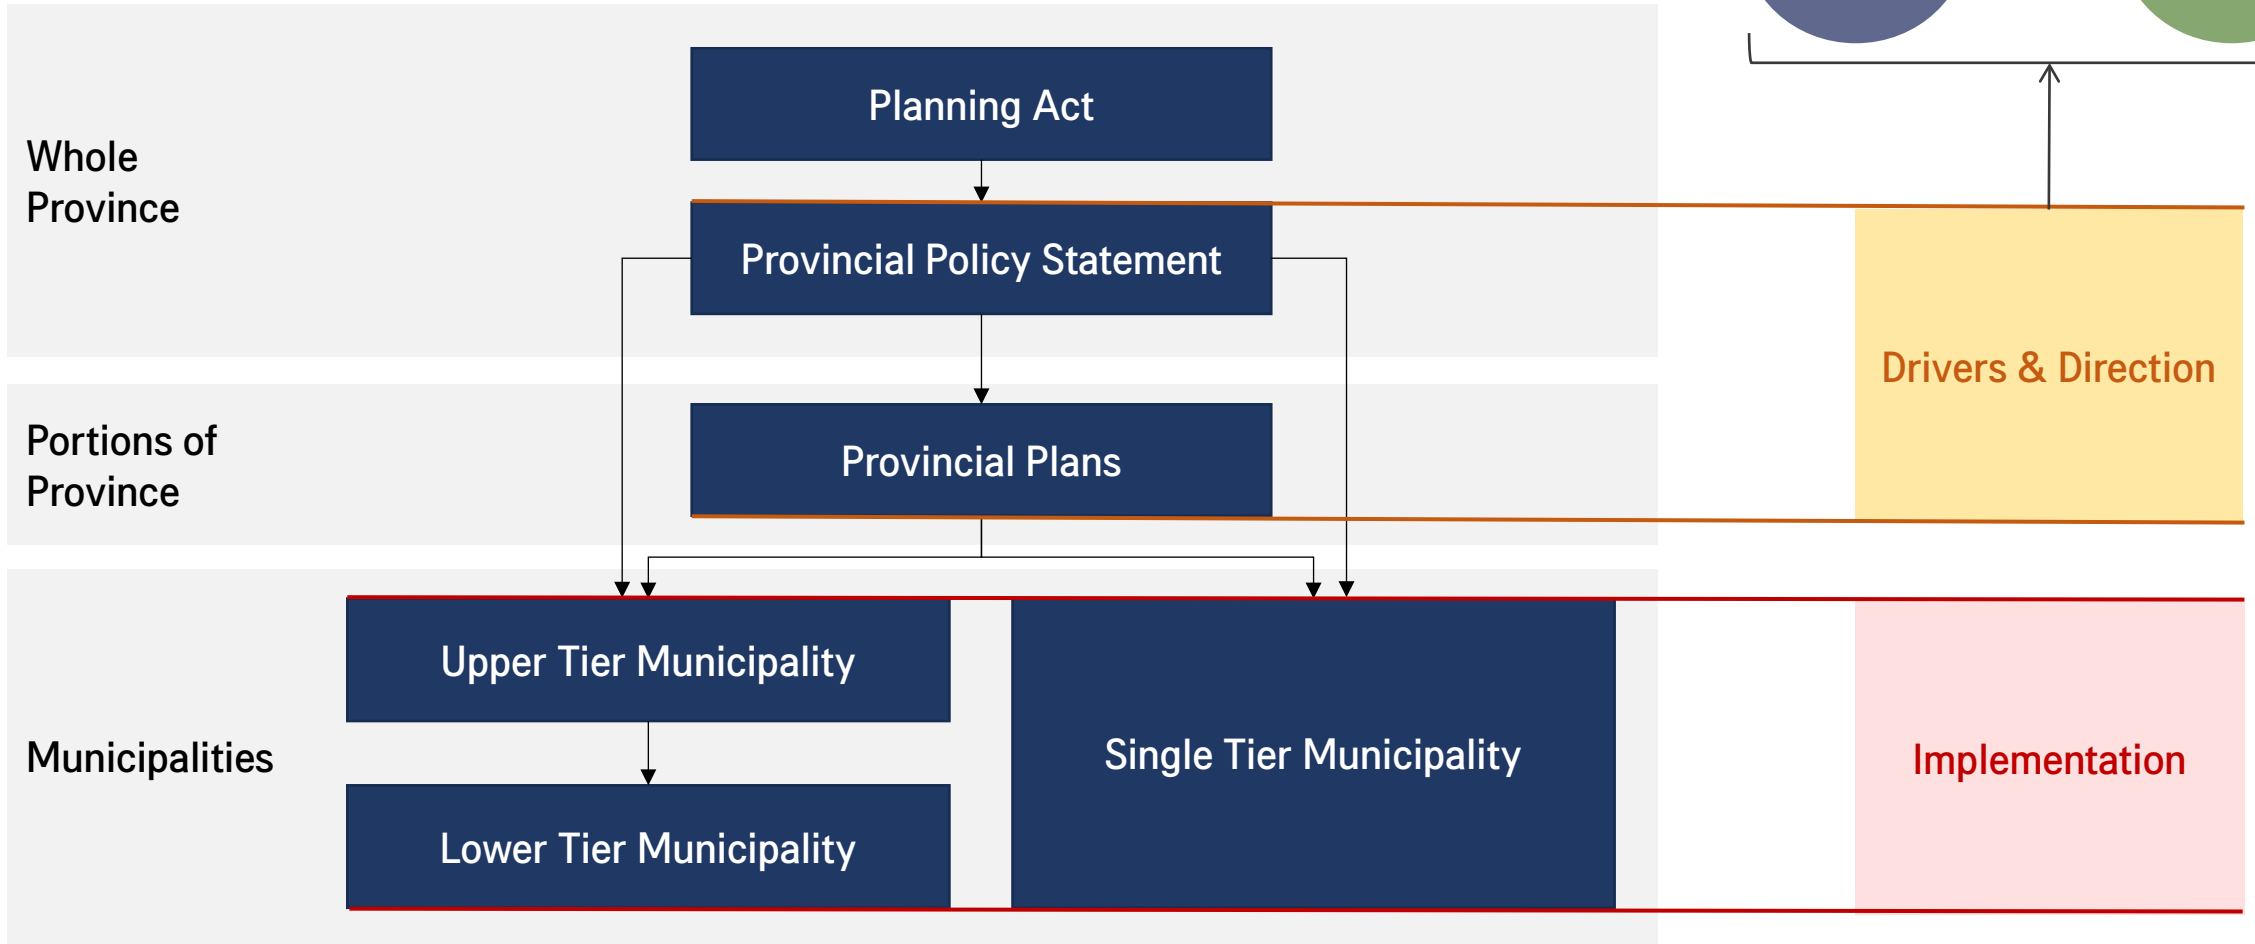 Planning Act
Whole
Province
Provincial Policy Statement
Drivers & Direction
Portions of
Province
Provincial Plans
Upper Tier Municipality
Single Tier Municipality
Municipalities
Implementation
Lower Tier Municipality